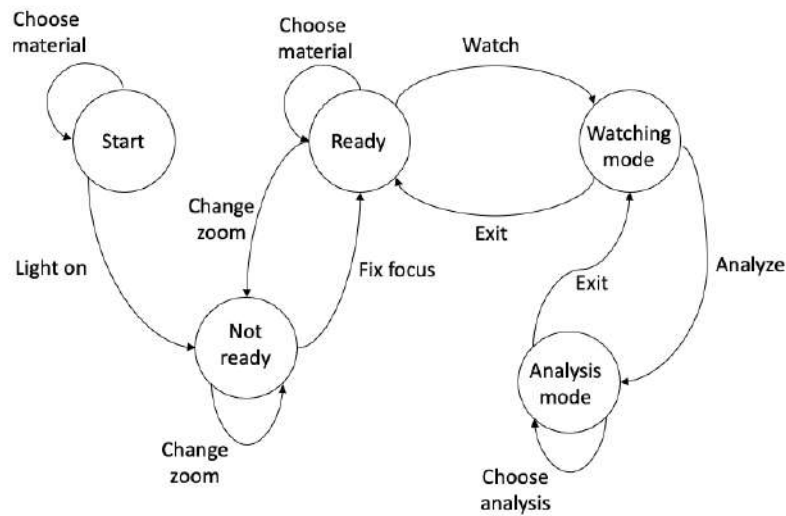 Choose
material
Choose
material
Watch
Start
Ready
Watching
mode
Change
zoom
Exit
Light on
Fix focus
Exit
Analyze
Not
ready
Analysis
mode
Change
zoom
Choose
analysis